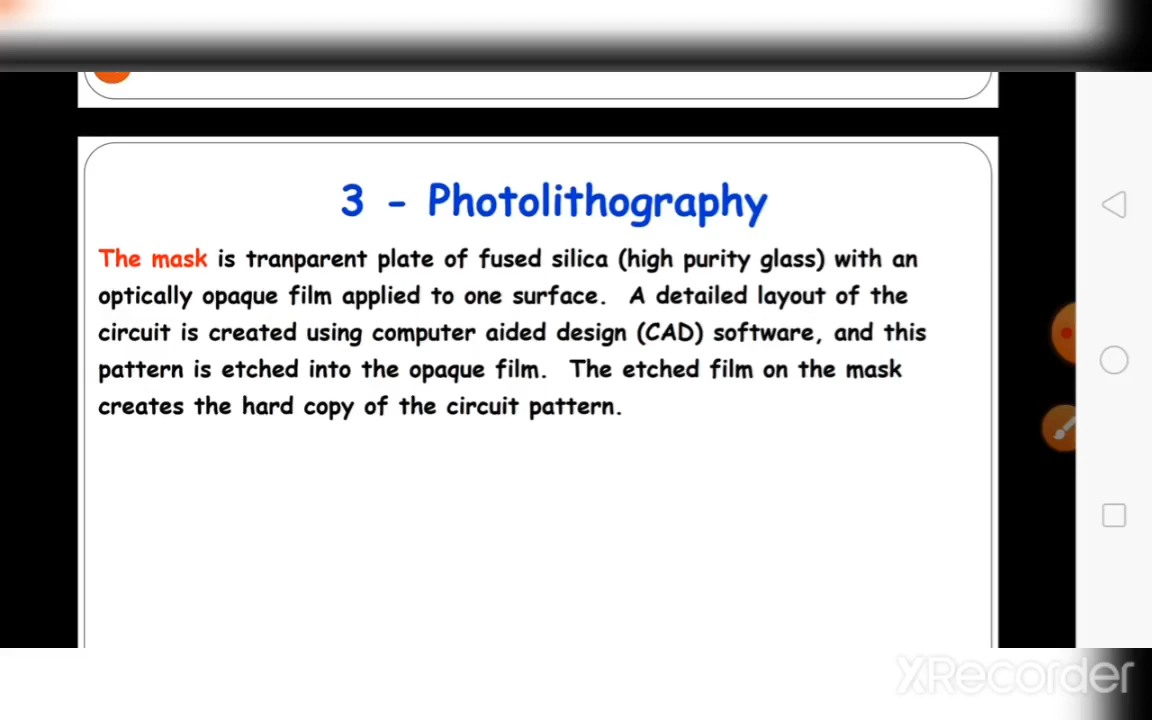 3 - Photolithography
The mask is tranparent plate of fused silica (high purity glass) with an
optically opaque film applied to one surface. A detailed layout of the
circuit is created using computer aided design (CAD) software, and this
pattern is etched into the opaque film. The etched film on the mask
creates the hard copy of the circuit pattern.
XRecorder